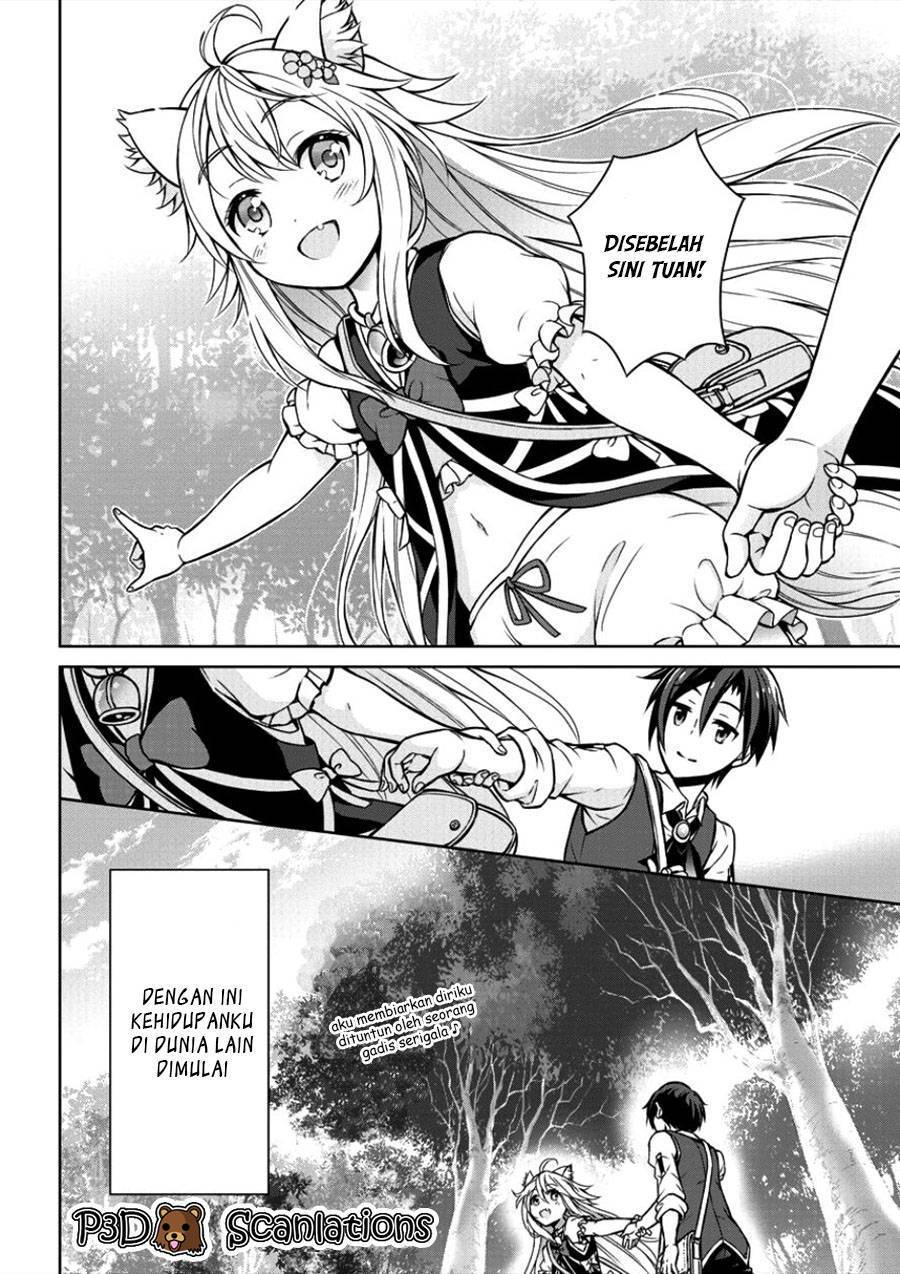 DISEBELAH
SINI TUAN!
DENGAN INI
KEHIDUPANKU
DI DUNIA LAIN
DIMULAI
aku membiarkan diriku
dituntun oleh seorang
gadis serigala ♪
P3D Scanlations